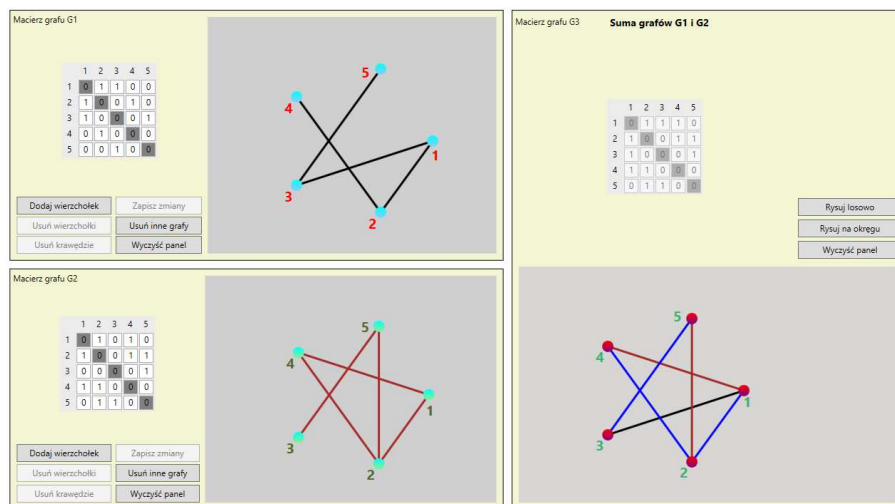 Macierz grafu G1
1 2 3 4 5
1 0 1 1 0 0
2 1 0 0 1 0
3 1 0 0 0 1
4 0 1 0 0 0
5 0 0 1 0 0
Dodaj wierzchołek Zapisz zmiany
Usuń wierzchołki Usuń inne grafy
Usuń krawędzie Wyczyść panel
5
4
1
3
2
Macierz grafu G2
1 2 3 4 5
1 0 1 0 1 0
2 1 0 0 1 1
3 0 0 0 0 1
4 1 1 0 0 0
5 0 1 1 0 0
Dodaj wierzchołek Zapisz zmiany
Usuń wierzchołki Usuń inne grafy
Usuń krawędzie Wyczyść panel
5
4
1
3
2
Macierz grafu G3 Suma grafów G1 i G2
1 2 3 4 5
1 0 1 1 1 0
2 1 0 0 1 1
3 1 0 0 0 1
4 1 1 0 0 0
5 0 1 1 0 0
Rysuj losowo
Rysuj na okręgu
Wyczyść panel
5
4
1
3
2